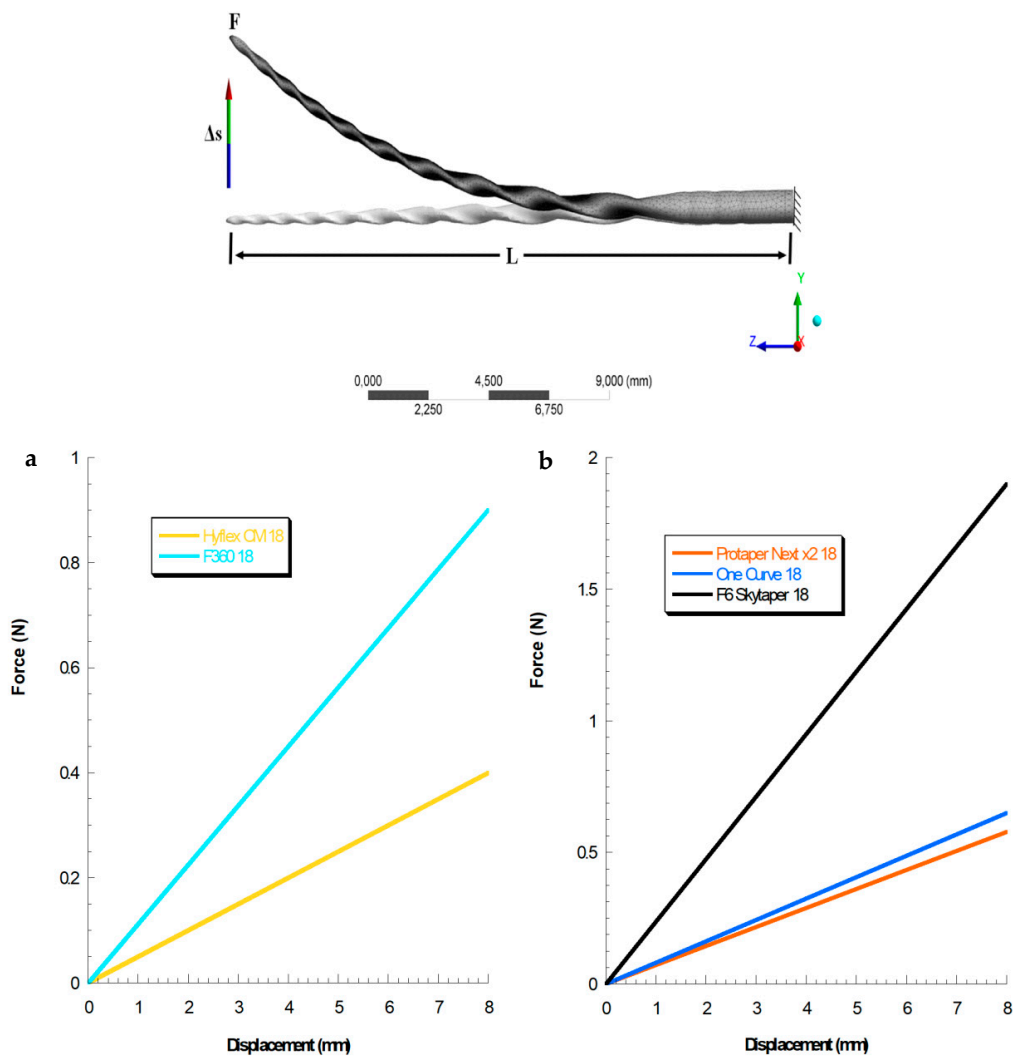 F
Δs
L
Y
Z
X
0,000 4,500 9,000 (mm)
2,250 6,750
a
1
0.8
0.6
0.4
0.2
0
Force (N)
Hyflex CM 18
F360 18
0 1 2 3 4 5 6 7 8
Displacement (mm)
b
2
1.5
1
0.5
0
Force (N)
Protaper Next x2 18
One Curve 18
F6 Skytaper 18
0 1 2 3 4 5 6 7 8
Displacement (mm)